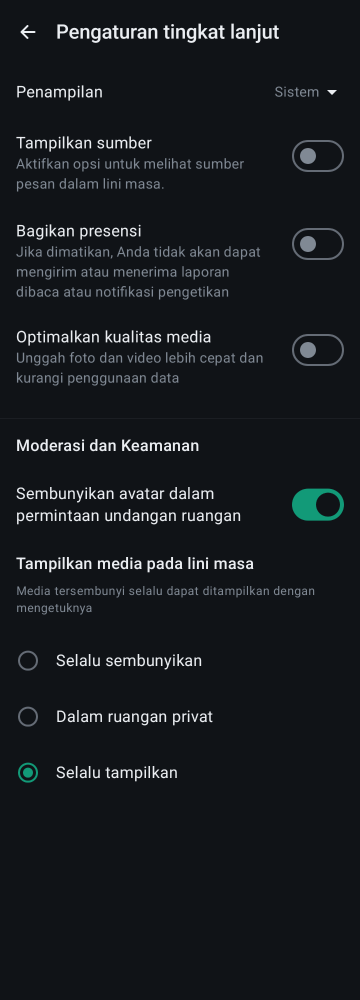 Pengaturan tingkat lanjut
Penampilan
Sistem
Tampilkan sumber
Aktifkan opsi untuk melihat sumber
pesan dalam lini masa.
Bagikan presensi
Jika dimatikan, Anda tidak akan dapat
mengirim atau menerima laporan
dibaca atau notifikasi pengetikan
Optimalkan kualitas media
Unggah foto dan video lebih cepat dan
kurangi penggunaan data
Moderasi dan Keamanan
Sembunyikan avatar dalam
permintaan undangan ruangan
Tampilkan media pada lini masa
Media tersembunyi selalu dapat ditampilkan dengan
mengetuknya
Selalu sembunyikan
Dalam ruangan privat
Selalu tampilkan